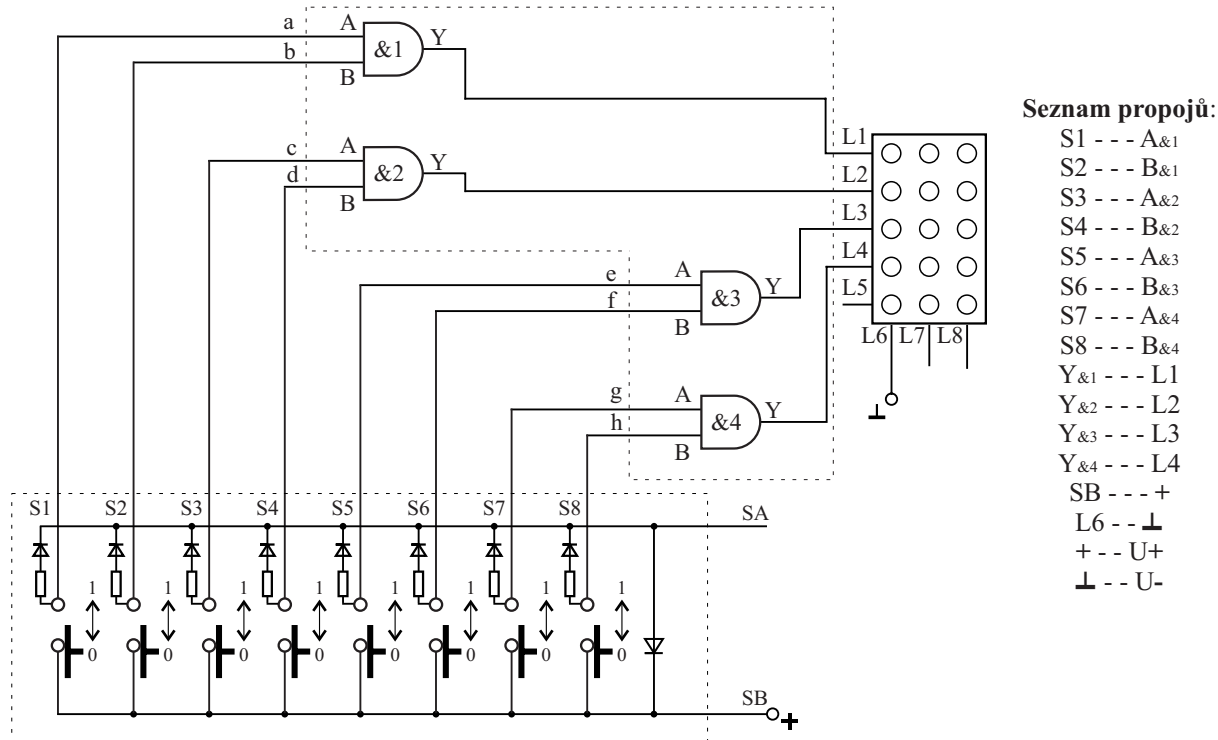 a
A
&1
Y
b
B
c
A
&2
Y
d
B
e
A
&3
Y
f
B
g
A
&4
Y
h
B
L1
L2
L3
L4
L5
L6 L7 L8
S1 S2 S3 S4 S5 S6 S7 S8
SA
1 1 1 1 1 1 1 1
0 0 0 0 0 0 0 0
SB
+
Seznam propojů:
S1 - - - A&1
S2 - - - B&1
S3 - - - A&2
S4 - - - B&2
S5 - - - A&3
S6 - - - B&3
S7 - - - A&4
S8 - - - B&4
Y&1 - - - L1
Y&2 - - - L2
Y&3 - - - L3
Y&4 - - - L4
SB - - - +
L6 - - ⊥
+ - - U+
⊥ - - U-